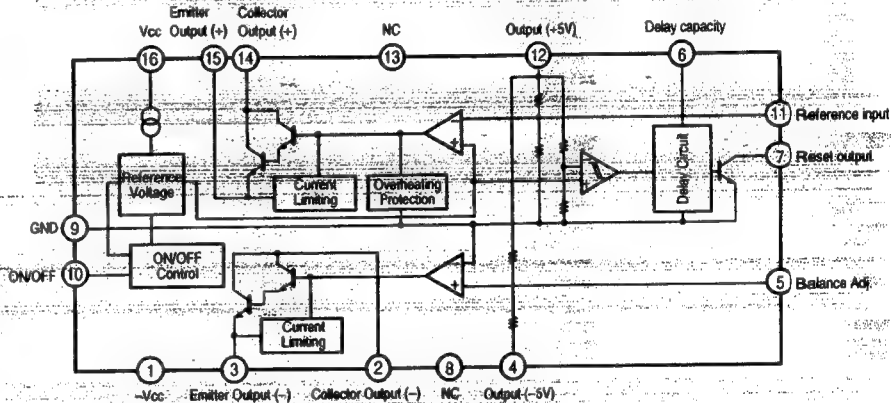 Emitter Output (+)
Collector Output (+)
Vcc
NC
Output (+5V)
Delay capacity
16
15
14
13
12
6
11
Reference input
7
Reset output
Reference Voltage
Current Limiting
Overheating Protection
Delay Circuit
GND
9
ON/OFF
10
ON/OFF Control
Current Limiting
5
Balance Adj.
1
3
2
8
4
-Vcc
Emitter Output (-)
Collector Output (-)
NC
Output (-5V)